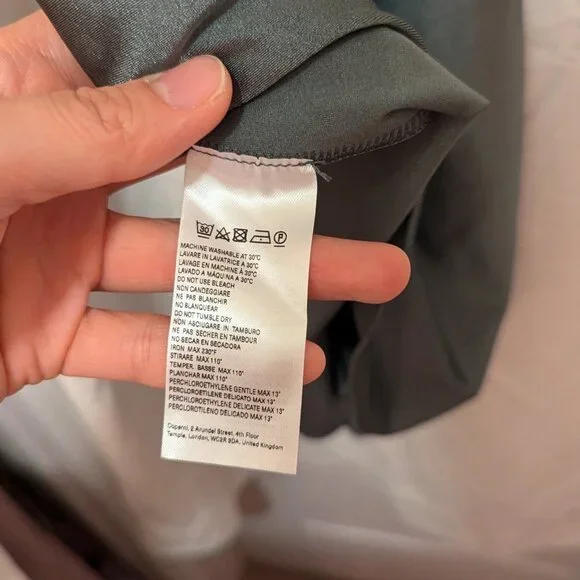 30 P
MACHINE WASHABLE AT 30°C
LAVARE IN LAVATRICE A 30°C
LAVAGE EN MACHINE À 30°C
LAVADO A MÁQUINA A 30°C
DO NOT USE BLEACH
NON CANDEGGIARE
NE PAS BLANCHIR
NO BLANQUEAR
DO NOT TUMBLE DRY
NON ASCIUGARE IN TAMBURO
NE PAS SÉCHER EN TAMBOUR
NO-SECAR EN SECADORA
IRON MAX 230°F
STIRARE MAX 110°
TEMPER. BASSE MAX 110°
PLANCHAR MAX 110°
PERCHLOROETHYLENE GENTLE MAX 13°
PERCLOROETILENO DELICATO MAX 13°
PERCHLOROETHYLENE DELICATE MAX 13°
PERCLOROTILENO DELICADO MAX 13°
Coperni, 2 Arundel Street, 4th Floor
Temple, London, WC2R 3DA, United Kingdom